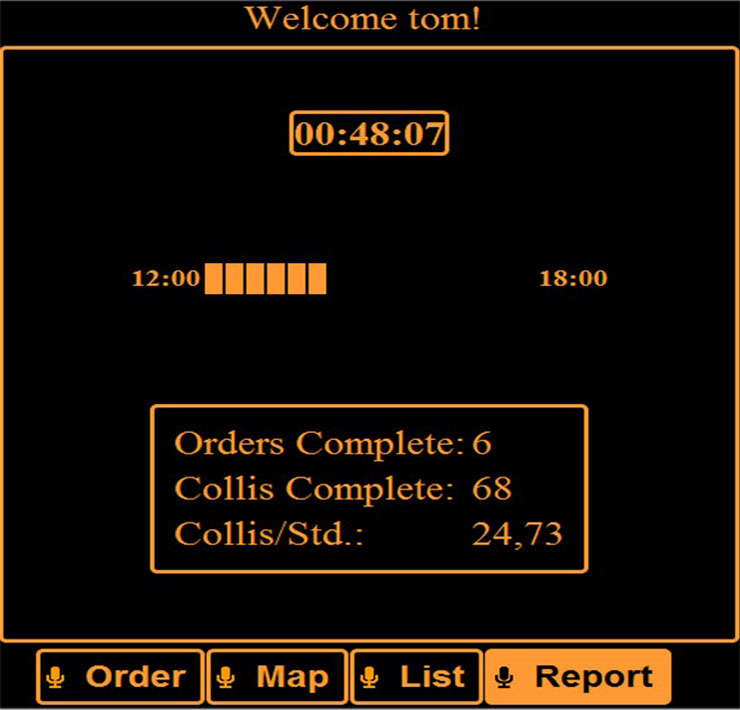 Welcome tom!
00:48:07
12:00 18:00
Orders Complete: 6
Collis Complete: 68
Collis/Std.: 24,73
Order Map List Report